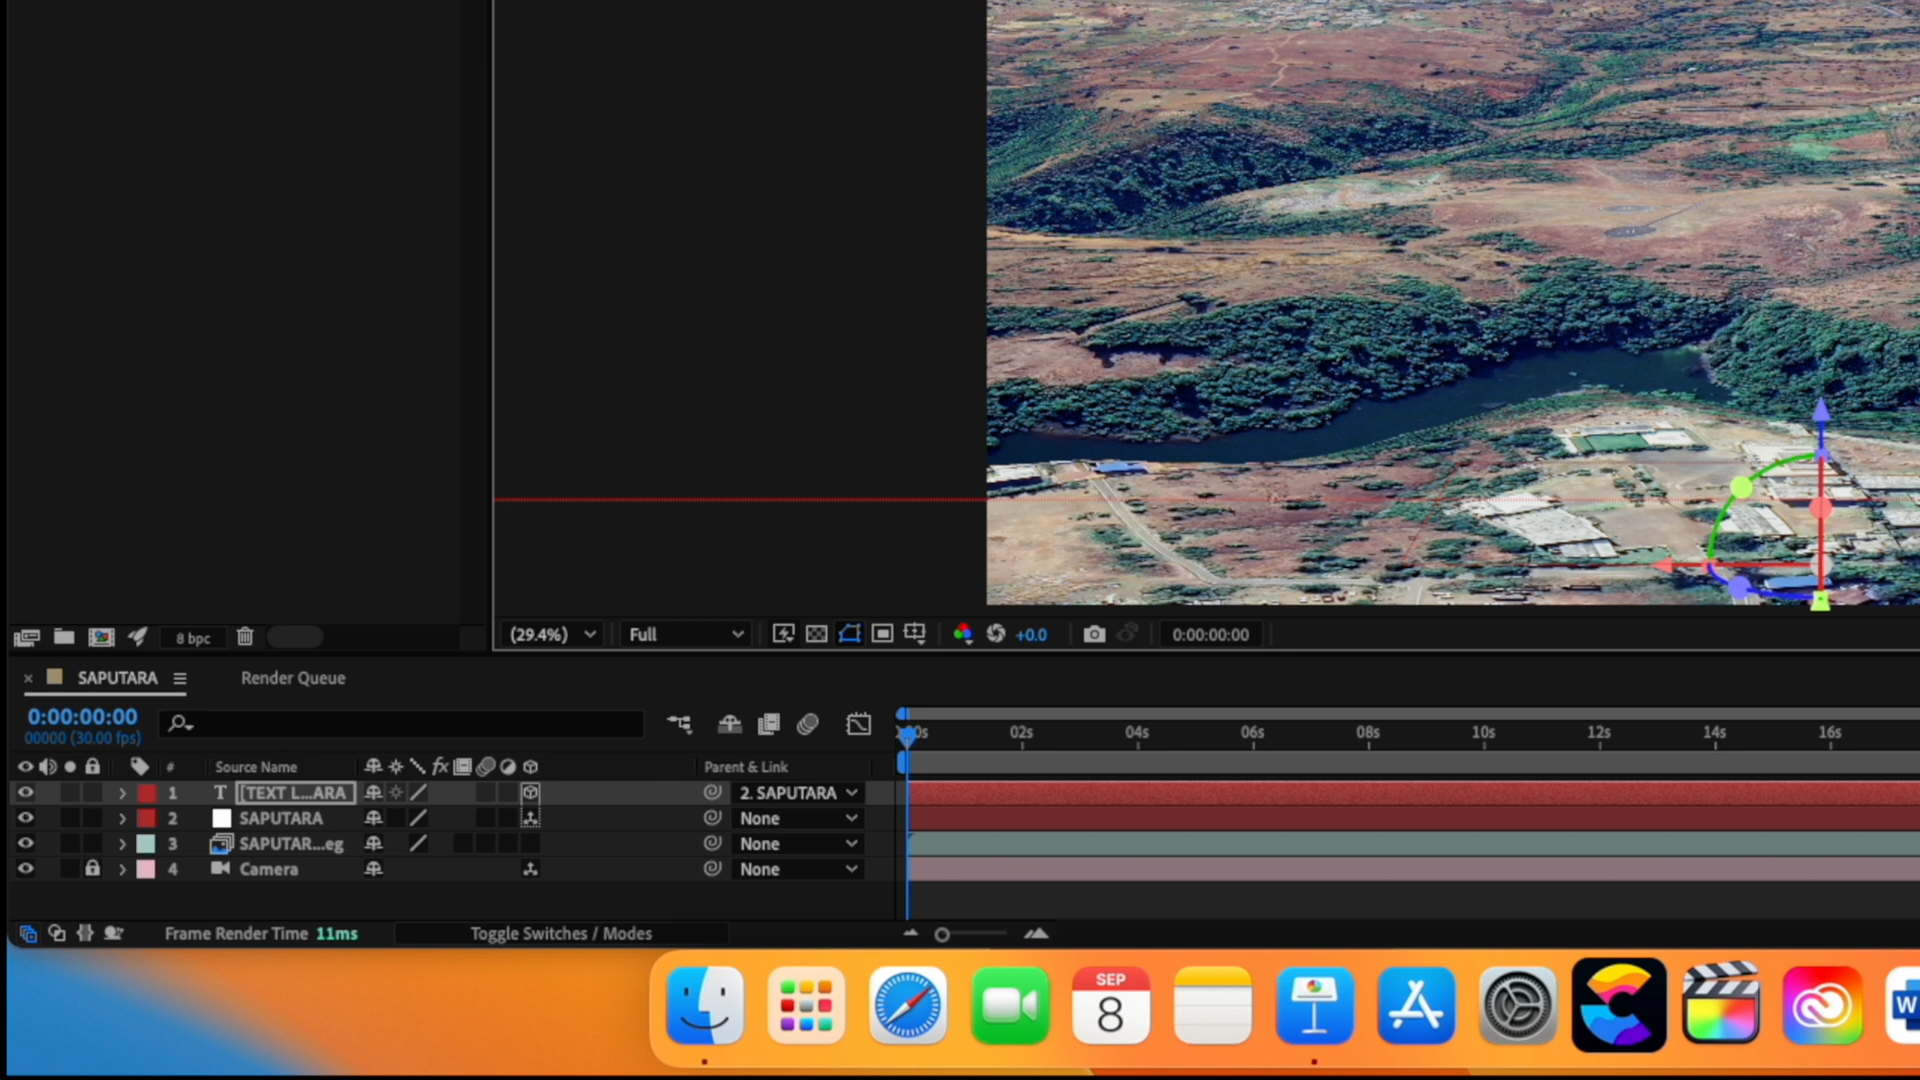 8 bpc
(29.4%)
Full
+0.0
0:00:00:00
SAPUTARA
Render Queue
0:00:00:00
00000 (30.00 fps)
02s 04s 06s 08s 10s 12s 14s 16s
# Source Name fx Parent & Link
1 T [TEXT L...ARA 2. SAPUTARA
2 SAPUTARA None
3 SAPUTAR...eg None
4 Camera None
Frame Render Time 11ms
Toggle Switches / Modes
SEP
8
W